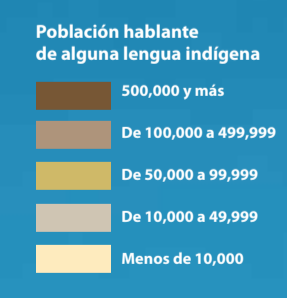 Población hablante
de alguna lengua indígena
500,000 y más
De 100,000 a 499,999
De 50,000 a 99,999
De 10,000 a 49,999
Menos de 10,000